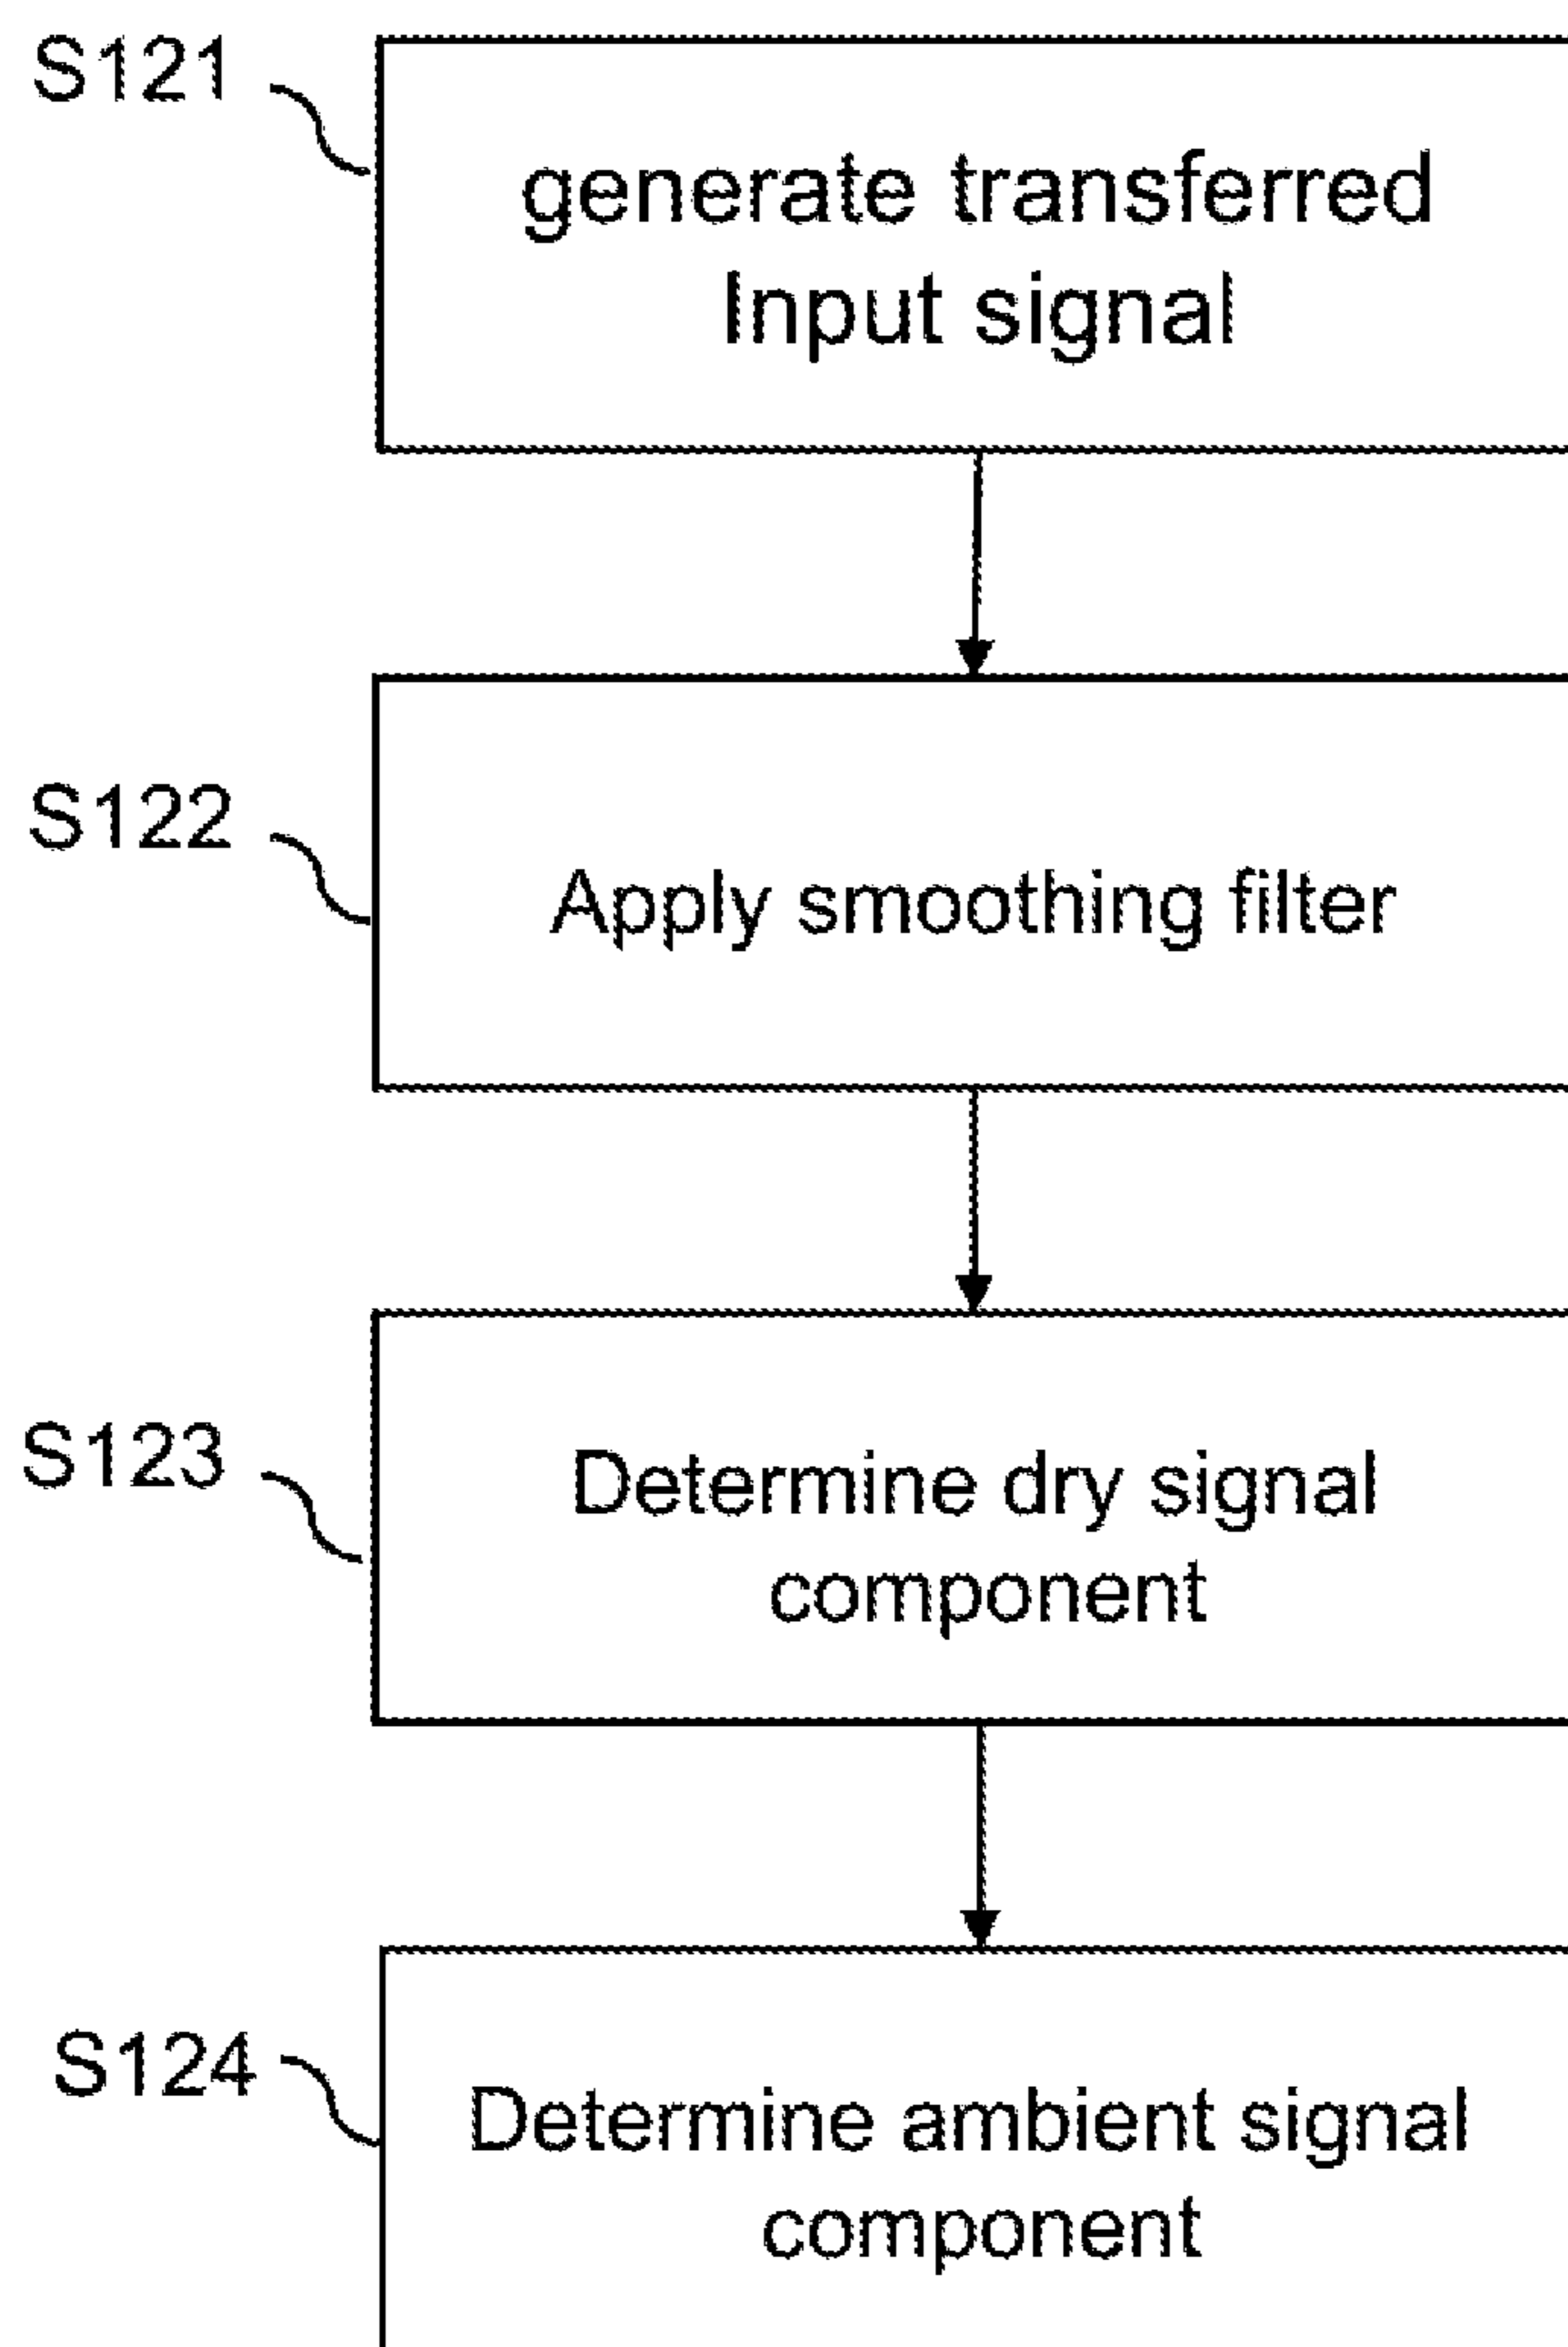 S121
generate transferred
Input signal
S122
Apply smoothing filter
S123
Determine dry signal
component
S124
Determine ambient signal
component